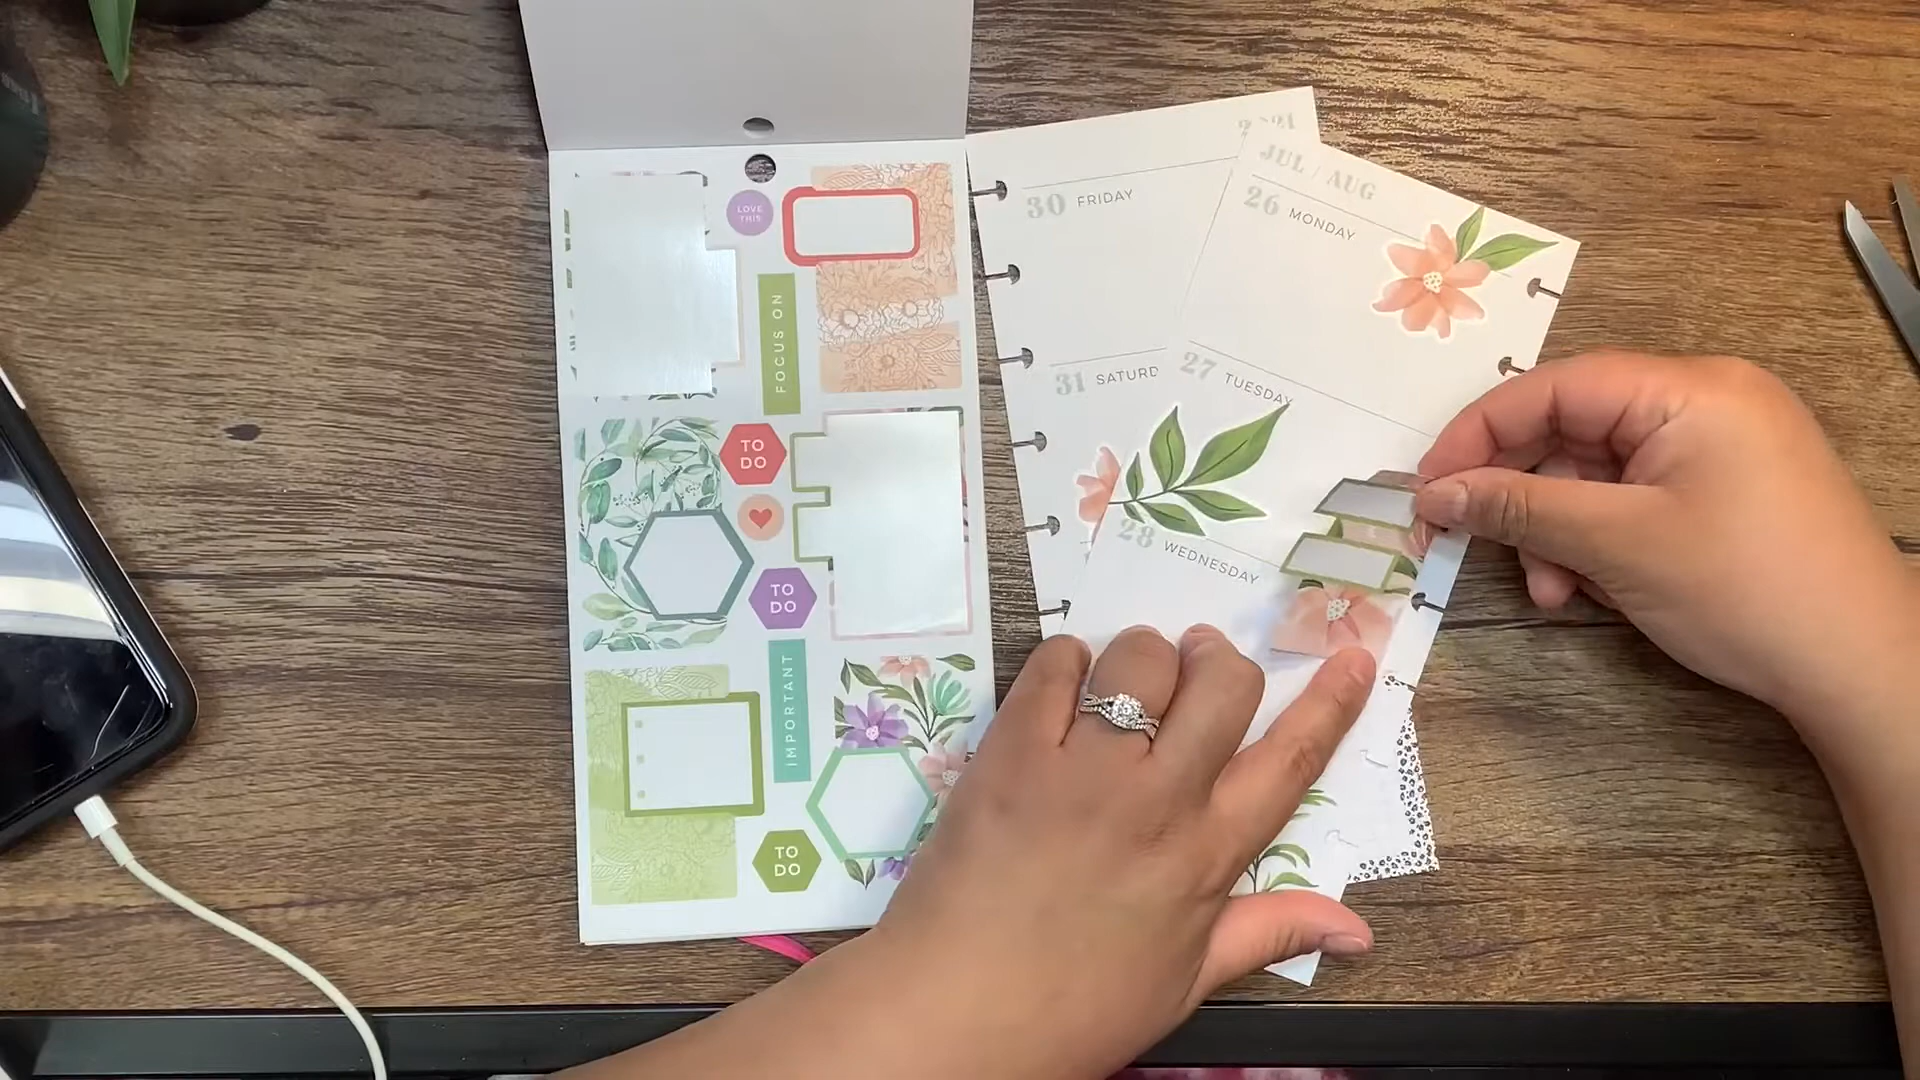 LOVE
THIS
FOCUS ON
TO
DO
TO
DO
IMPORTANT
TO
DO
30 FRIDAY
31 SATURD
JUL / AUG
26 MONDAY
27 TUESDAY
28 WEDNESDAY